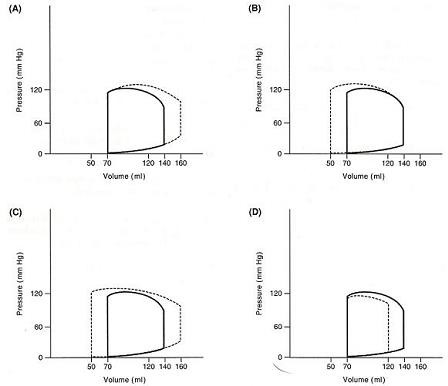 (A)
Pressure (mm Hg)
120
60
0
50 70 120 140 160
Volume (ml)
(B)
Pressure (mm Hg)
120
60
0
50 70 120 140 160
Volume (ml)
(C)
Pressure (mm Hg)
120
60
0
50 70 120 140 160
Volume (ml)
(D)
Pressure (mm Hg)
120
60
0
50 70 120 140 160
Volume (ml)